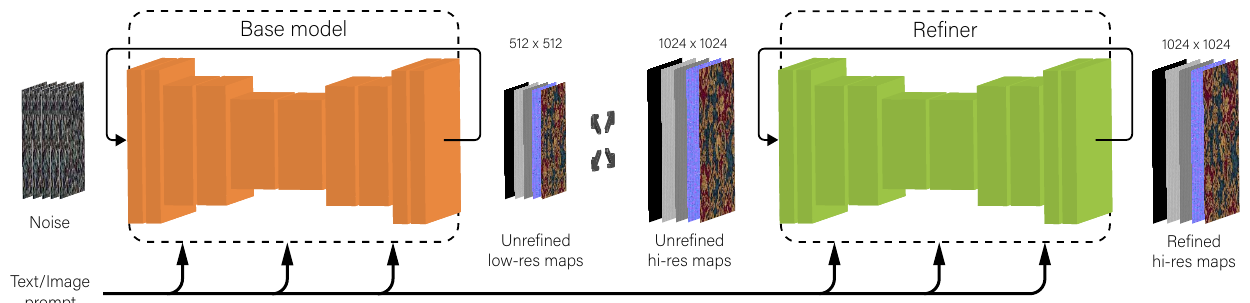 Base model
Refiner
512 x 512
1024 x 1024
1024 x 1024
Noise
Unrefined
low-res maps
Unrefined
hi-res maps
Refined
hi-res maps
Text/Image
prompt